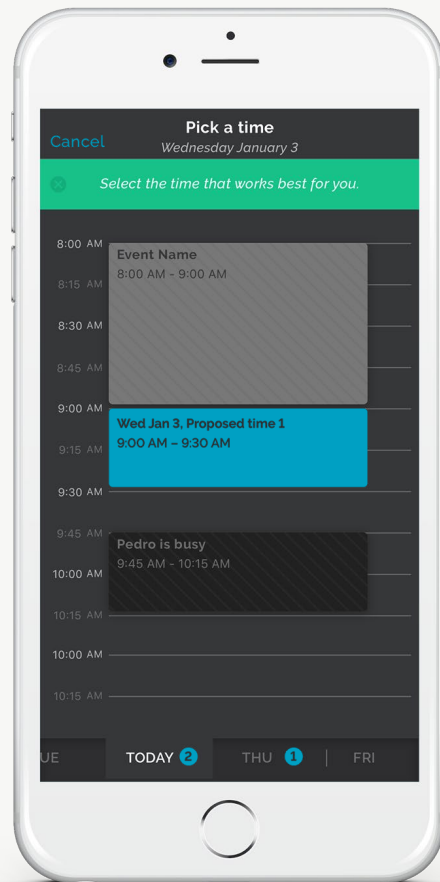 Pick a time
Cancel
Wednesday January 3
Select the time that works best for you.
8:00 AM
Event Name
8:00 AM - 9:00 AM
8:15 AM
8:30 AM
8:45 AM
9:00 AM
Wed Jan 3, Proposed time 1
9:00 AM – 9:30 AM
9:15 AM
9:30 AM
9:45 AM
Pedro is busy
9:45 AM - 10:15 AM
10:00 AM
10:15 AM
10:00 AM
10:15 AM
UE TODAY 2 THU 1 FRI